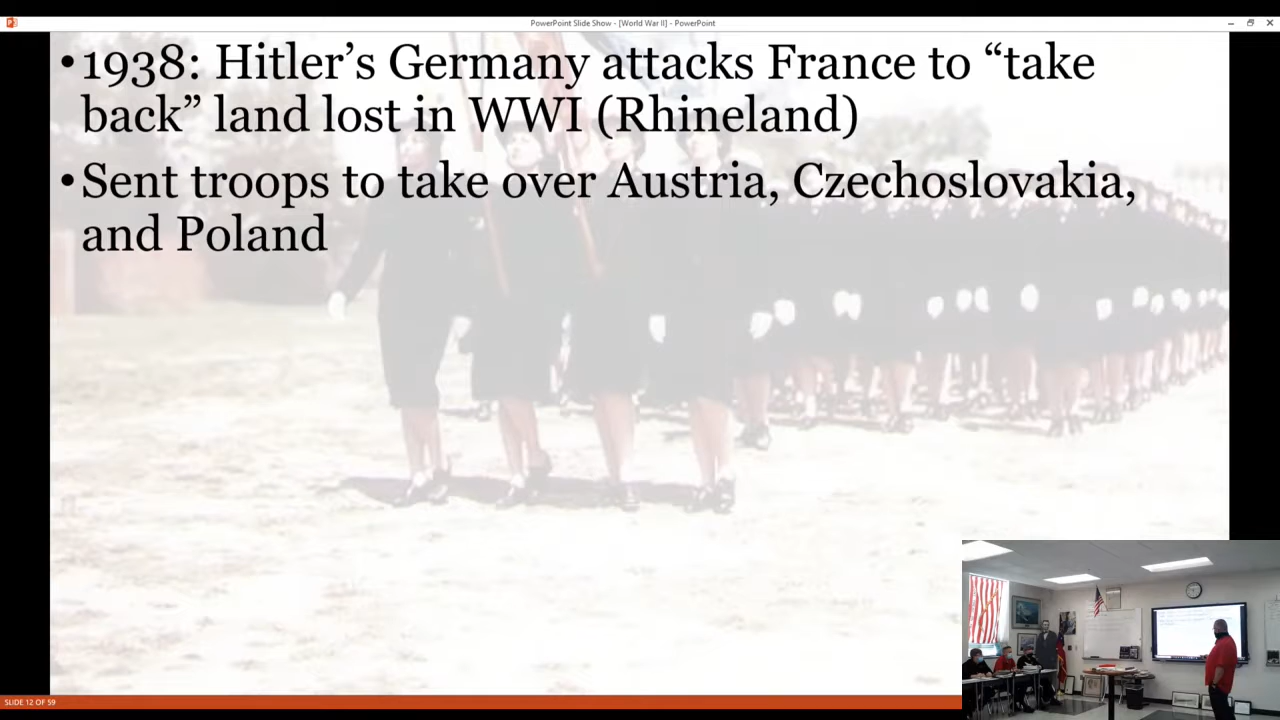 PowerPoint Slide Show - [World War II] - PowerPoint
• 1938: Hitler’s Germany attacks France to “take
back” land lost in WWI (Rhineland)
• Sent troops to take over Austria, Czechoslovakia,
and Poland
SLIDE 12 OF 59